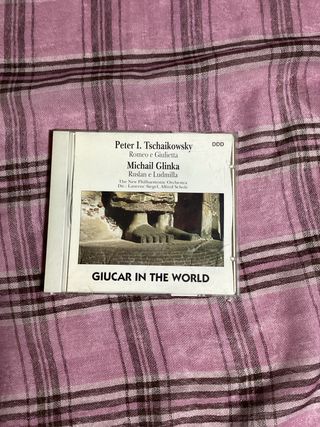 Peter I. Tschaikowsky
DDD
Romeo e Giulietta
Michail Glinka
Ruslan e Ludmilla
The New Philharmonic Orchestra
Dir.: Laurenc Siegel, Alfred Scholz
GIUCAR IN THE WORLD